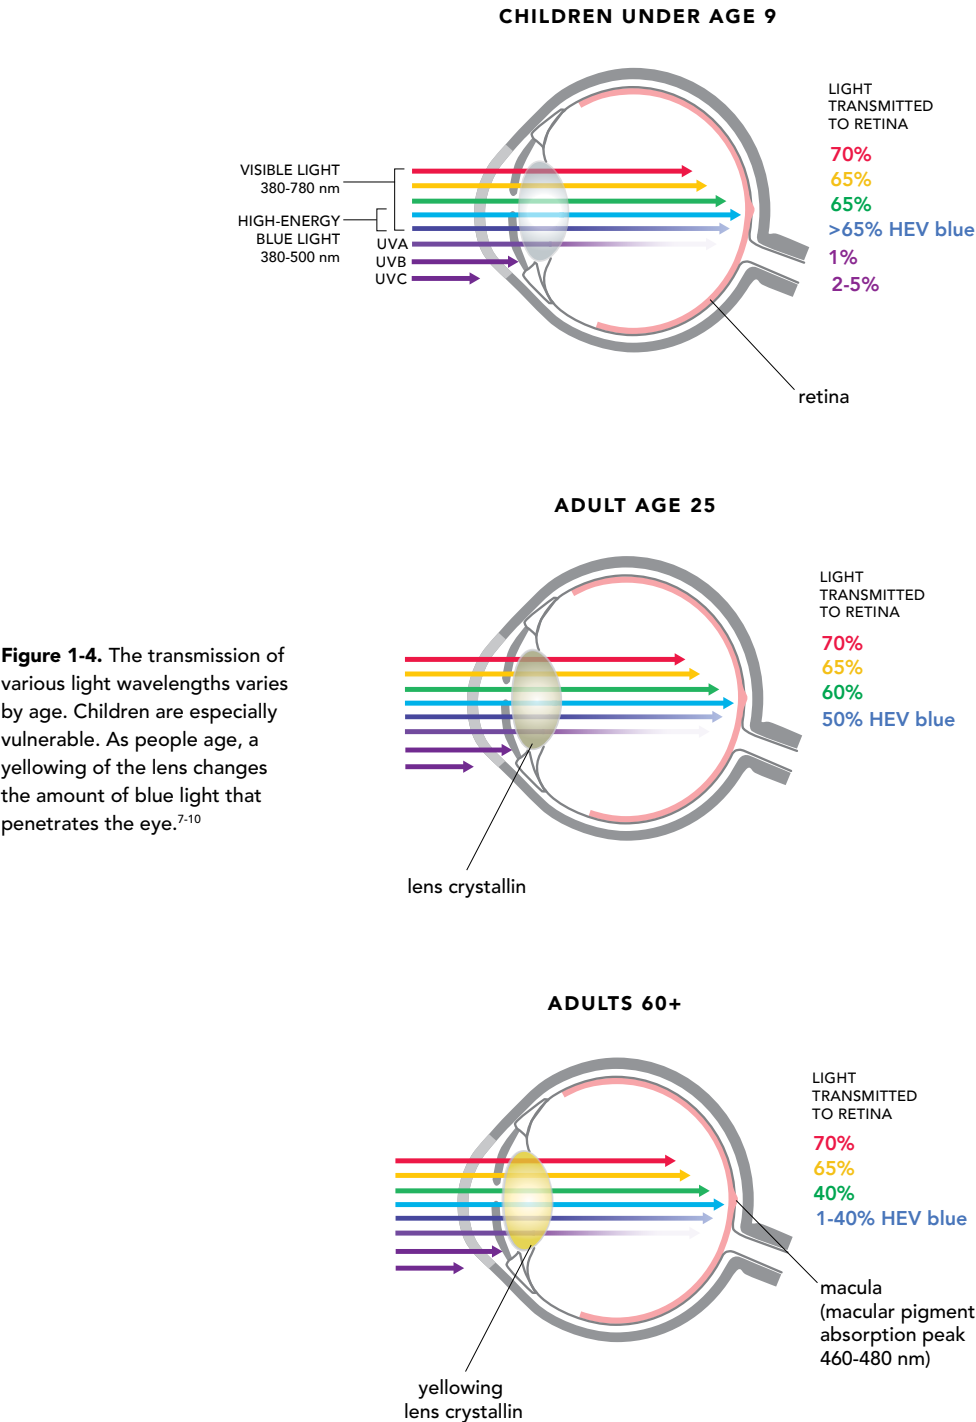 CHILDREN UNDER AGE 9
LIGHT
TRANSMITTED
TO RETINA
70%
65%
65%
>65% HEV blue
1%
2-5%
VISIBLE LIGHT
380-780 nm
HIGH-ENERGY
BLUE LIGHT
380-500 nm
UVA
UVB
UVC
retina
ADULT AGE 25
LIGHT
TRANSMITTED
TO RETINA
70%
65%
60%
50% HEV blue
lens crystallin
Figure 1-4. The transmission of
various light wavelengths varies
by age. Children are especially
vulnerable. As people age, a
yellowing of the lens changes
the amount of blue light that
penetrates the eye.7-10
ADULTS 60+
LIGHT
TRANSMITTED
TO RETINA
70%
65%
40%
1-40% HEV blue
macula
(macular pigment
absorption peak
460-480 nm)
yellowing
lens crystallin